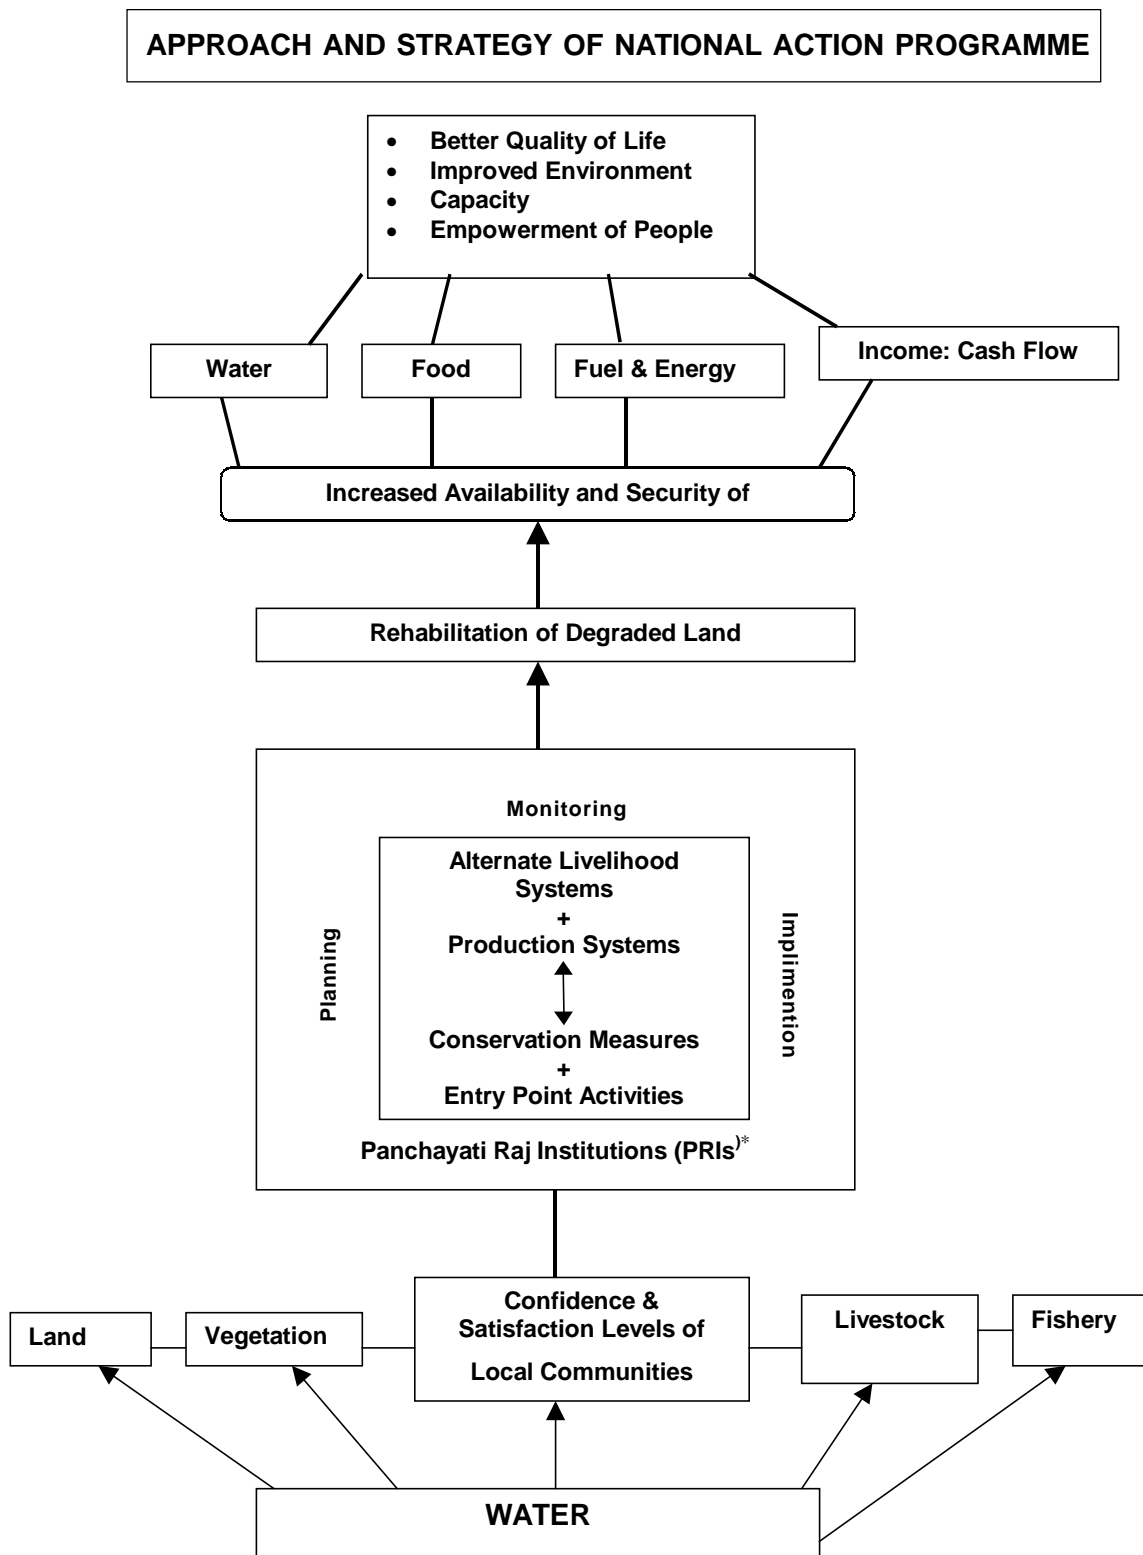 APPROACH AND STRATEGY OF NATIONAL ACTION PROGRAMME
• Better Quality of Life
• Improved Environment
• Capacity
• Empowerment of People
Water
Food
Fuel & Energy
Income: Cash Flow
Increased Availability and Security of
Rehabilitation of Degraded Land
Monitoring
Planning
Alternate Livelihood
Systems
+
Production Systems
Conservation Measures
+
Entry Point Activities
Implimention
Panchayati Raj Institutions (PRIs)*
Land
Vegetation
Confidence &
Satisfaction Levels of
Local Communities
Livestock
Fishery
WATER